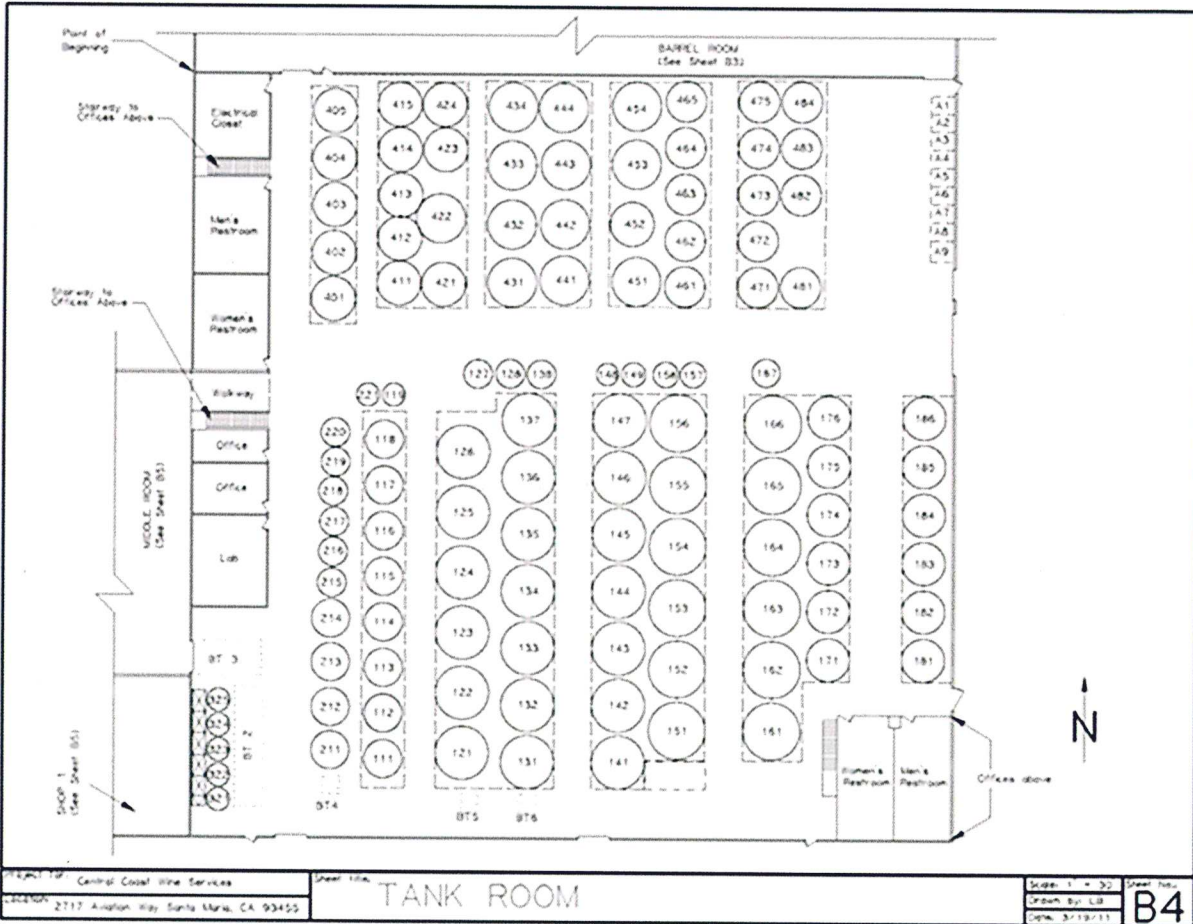 Point of
Beginning
BARREL ROOM
(See Sheet B3)
Stairway to
Offices Above
Electrical
Closet
Men's
Restroom
Stairway to
Offices Above
Women's
Restroom
Walkway
Office
Office
Lab
MIDDLE ROOM
(See Sheet B5)
SHOP 1
(See Sheet B5)
405
404
403
402
401
415 424
414 423
413
422
412
411 421
434 444
433 443
432 442
431 441
454 465
464
453
463
452
462
451 461
475 484
474 483
473 482
472
471 481
A1
A2
A3
A4
A5
A6
A7
A8
A9
127 128 138
148 149 158 157
187
221 119
220
219
218
217
216
215
214
213
212
211
118
117
116
115
114
113
112
111
126
125
124
123
122
121
137
136
135
134
133
132
131
147
146
145
144
143
142
141
156
155
154
153
152
151
166
165
164
163
162
161
176
175
174
173
172
171
186
185
184
183
182
181
BT 3
BT 2
BT4
BT5
BT6
Women's
Restroom
Men's
Restroom
Offices above
N
Central Coast Wine Services
LOCATION: 2717 Aviation Way Santa Maria, CA 93455
Sheet Title:
TANK ROOM
Scale: 1" = 30'
Drawn By: LB
Date: 3/19/11
Sheet No.:
B4